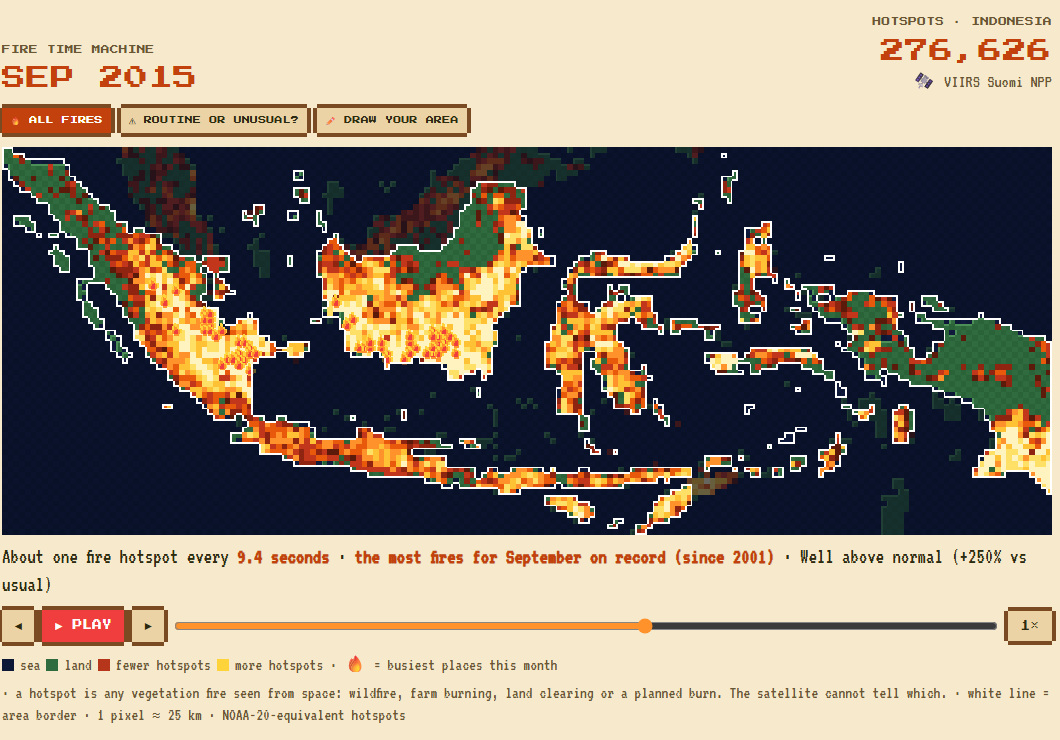 HOTSPOTS · INDONESIA
FIRE TIME MACHINE
276,626
SEP 2015
VIIRS Suomi NPP
ALL FIRES
ROUTINE OR UNUSUAL?
DRAW YOUR AREA
About one fire hotspot every 9.4 seconds · the most fires for September on record (since 2001) · Well above normal (+250% vs
usual)
◄ ► PLAY ► 1×
sea land fewer hotspots more hotspots · 🔥 = busiest places this month
· a hotspot is any vegetation fire seen from space: wildfire, farm burning, land clearing or a planned burn. The satellite cannot tell which. · white line =
area border · 1 pixel ≈ 25 km · NOAA-20-equivalent hotspots